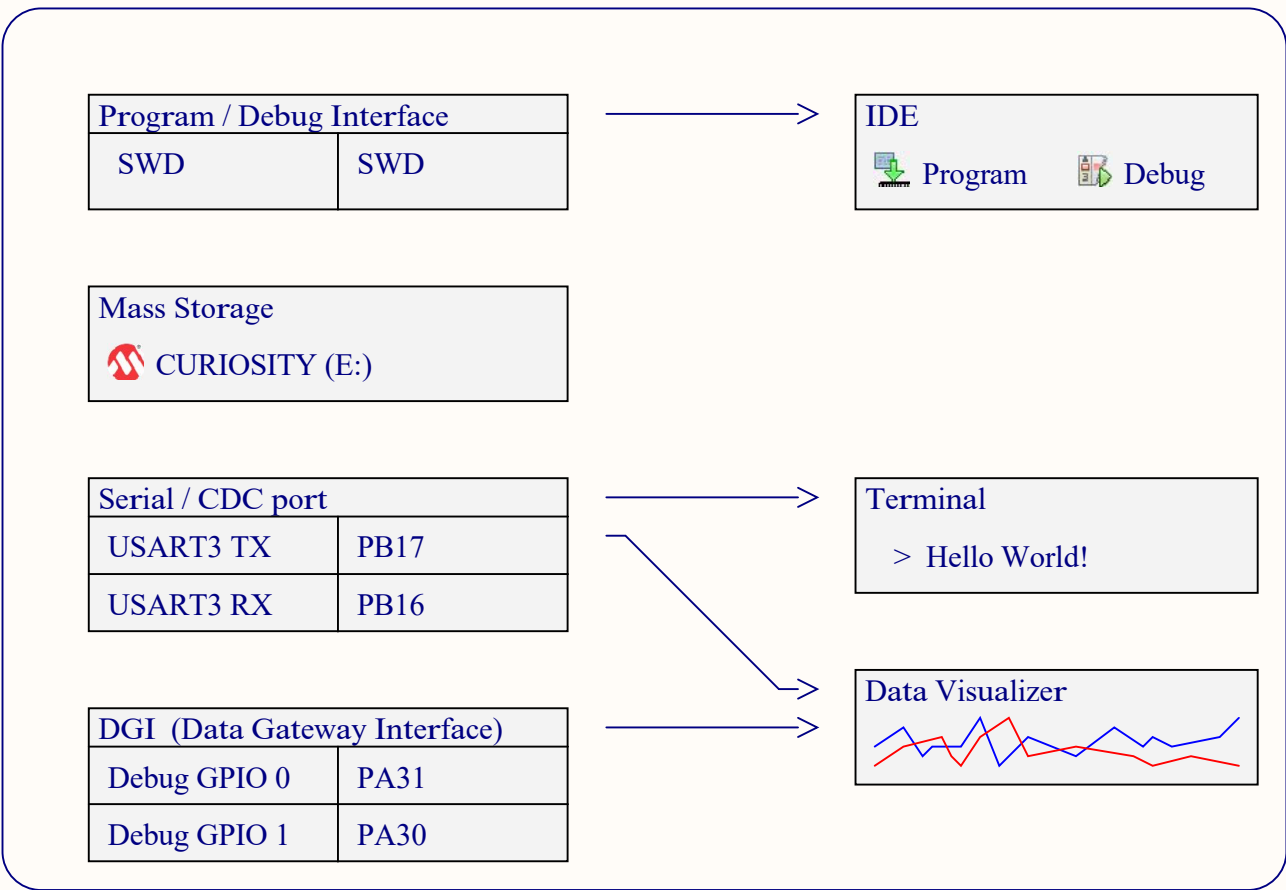 Program / Debug Interface
SWD SWD
IDE
Program Debug
Mass Storage
CURIOSITY (E:)
Serial / CDC port
USART3 TX PB17
USART3 RX PB16
Terminal
> Hello World!
DGI (Data Gateway Interface)
Debug GPIO 0 PA31
Debug GPIO 1 PA30
Data Visualizer